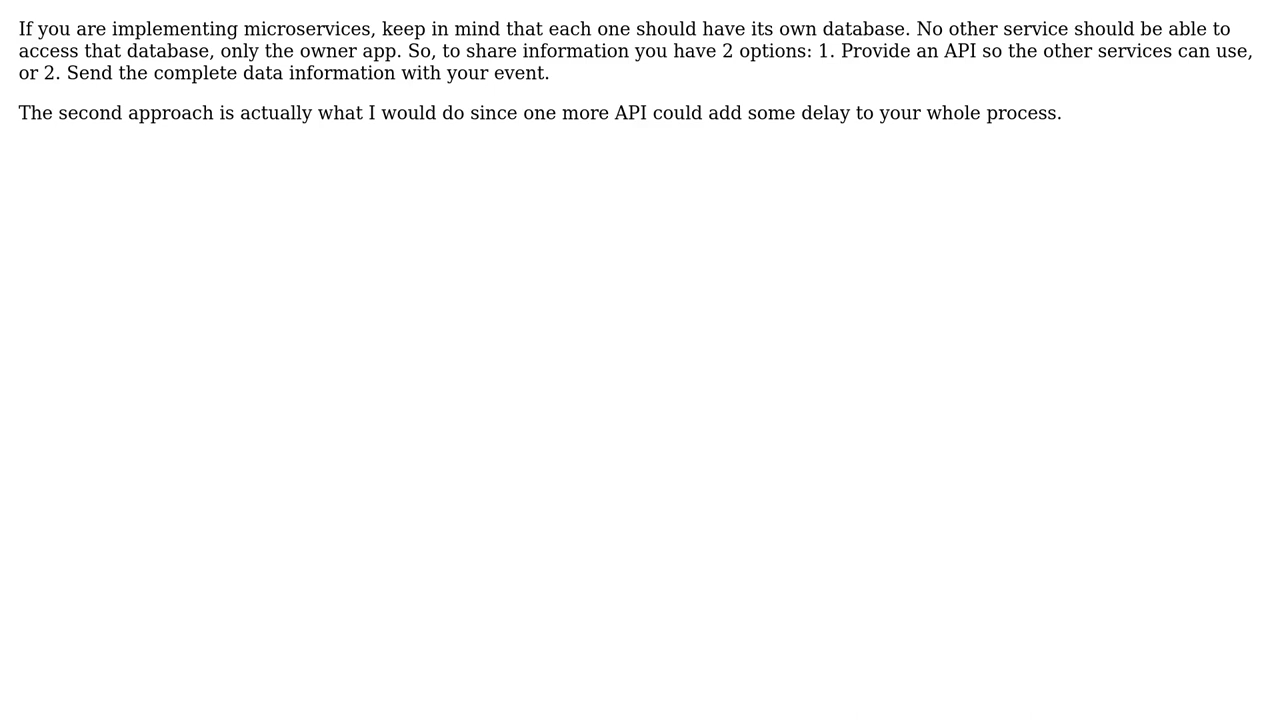 If you are implementing microservices, keep in mind that each one should have its own database. No other service should be able to
access that database, only the owner app. So, to share information you have 2 options: 1. Provide an API so the other services can use,
or 2. Send the complete data information with your event.
The second approach is actually what I would do since one more API could add some delay to your whole process.